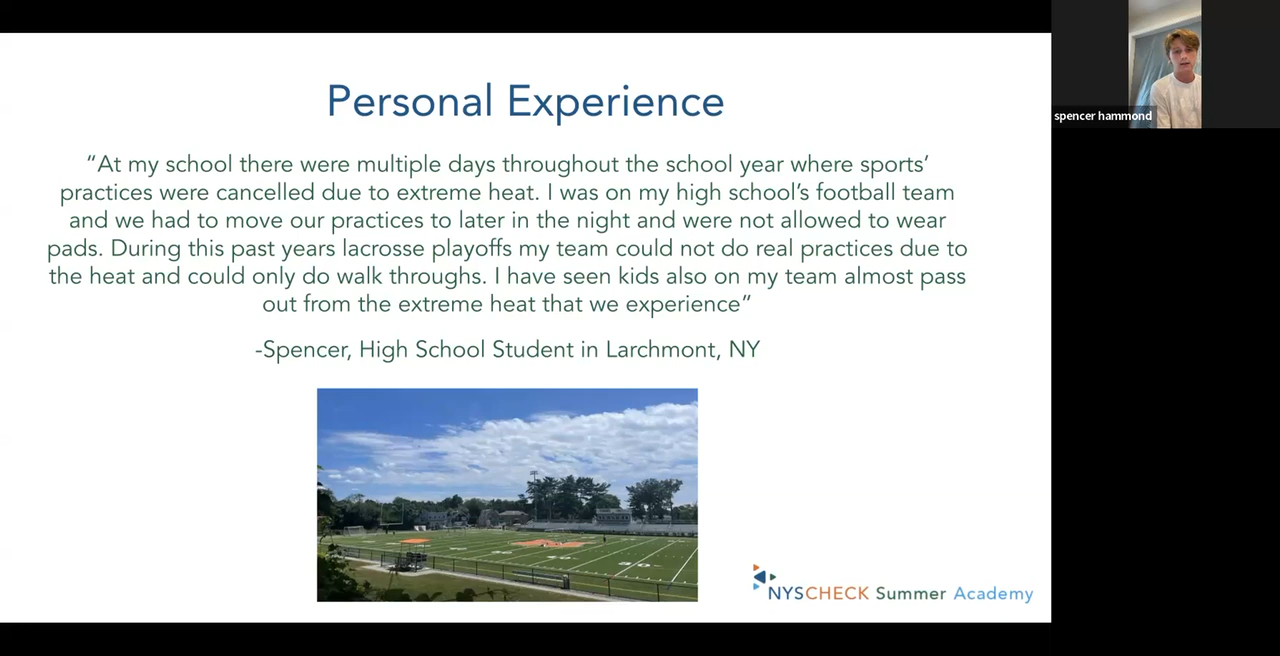 Personal Experience
“At my school there were multiple days throughout the school year where sports’
practices were cancelled due to extreme heat. I was on my high school’s football team
and we had to move our practices to later in the night and were not allowed to wear
pads. During this past years lacrosse playoffs my team could not do real practices due to
the heat and could only do walk throughs. I have seen kids also on my team almost pass
out from the extreme heat that we experience”
-Spencer, High School Student in Larchmont, NY
NYSCHECK Summer Academy
spencer hammond